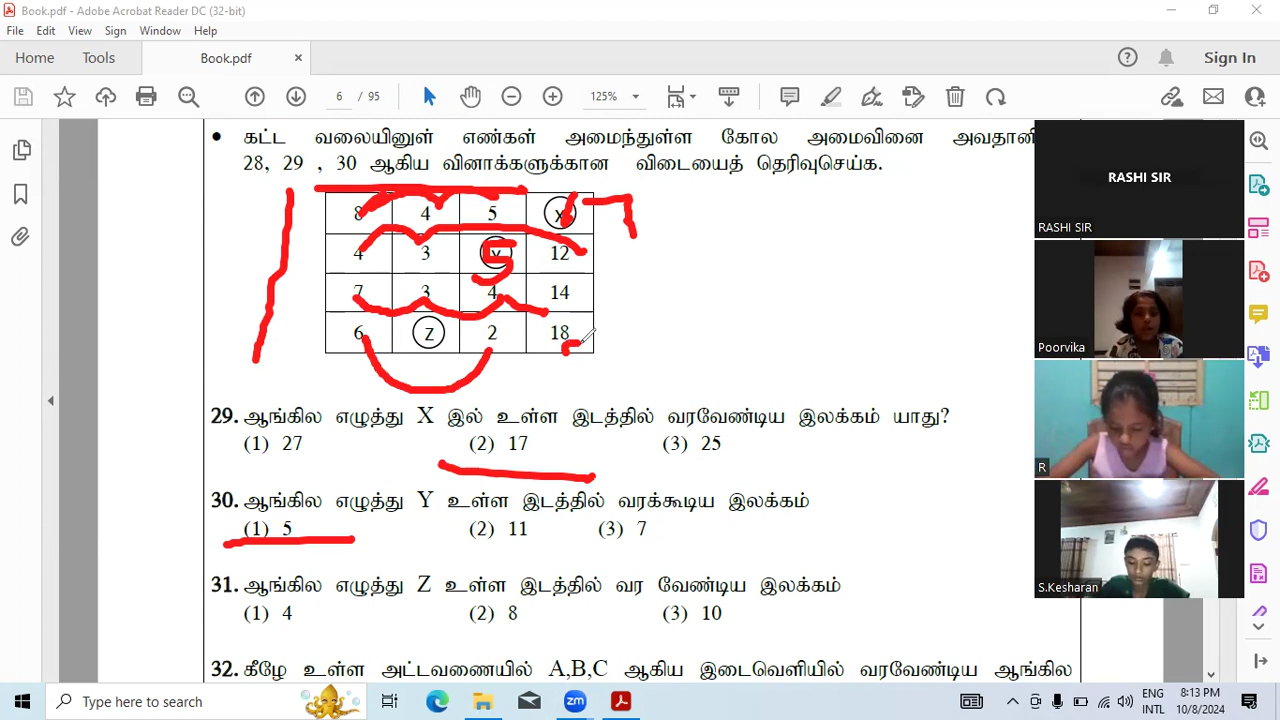 Book.pdf - Adobe Acrobat Reader DC (32-bit)
File Edit View Sign Window Help
Home Tools Book.pdf × Sign In
6 / 95 125%
• கட்ட வலையினுள் எண்கள் அமைந்துள்ள கோல அமைவினை அவதானி
28, 29 , 30 ஆகிய வினாக்களுக்கான விடையைத் தெரிவுசெய்க.
8 4 5 X 17
4 3 5 12
7 3 4 14
6 Z 2 18
29. ஆங்கில எழுத்து X இல் உள்ள இடத்தில் வரவேண்டிய இலக்கம் யாது?
(1) 27 (2) 17 (3) 25
30. ஆங்கில எழுத்து Y உள்ள இடத்தில் வரக்கூடிய இலக்கம்
(1) 5 (2) 11 (3) 7
31. ஆங்கில எழுத்து Z உள்ள இடத்தில் வர வேண்டிய இலக்கம்
(1) 4 (2) 8 (3) 10
32. கீழே உள்ள அட்டவணையில் A,B,C ஆகிய இடைவெளியில் வரவேண்டிய ஆங்கில
RASHI SIR
RASHI SIR
Poorvika
R
S.Kesharan
Type here to search
zm
ENG
INTL
8:13 PM
10/8/2024